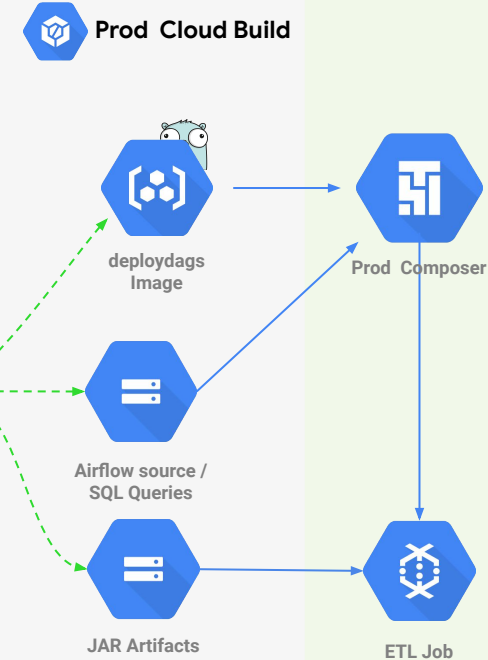 Prod Cloud Build
deploydags
Image
Prod Composer
Airflow source /
SQL Queries
JAR Artifacts
ETL Job